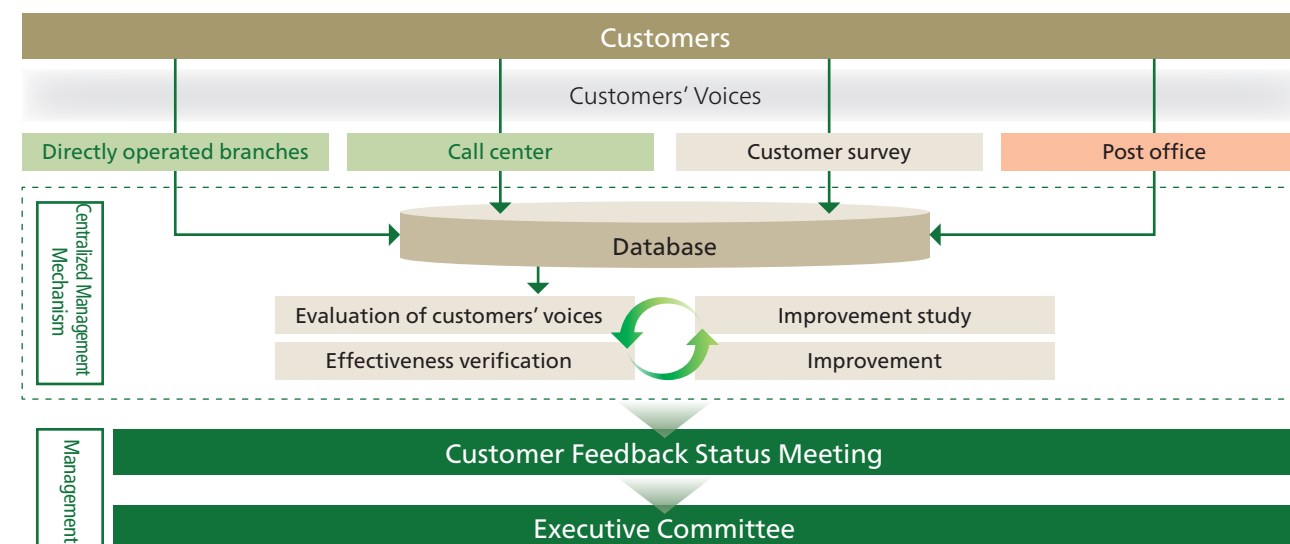 Customers
Customers' Voices
Directly operated branches
Call center
Customer survey
Post office
Centralized Management
Mechanism
Database
Evaluation of customers' voices
Improvement study
Effectiveness verification
Improvement
Management
Customer Feedback Status Meeting
Executive Committee